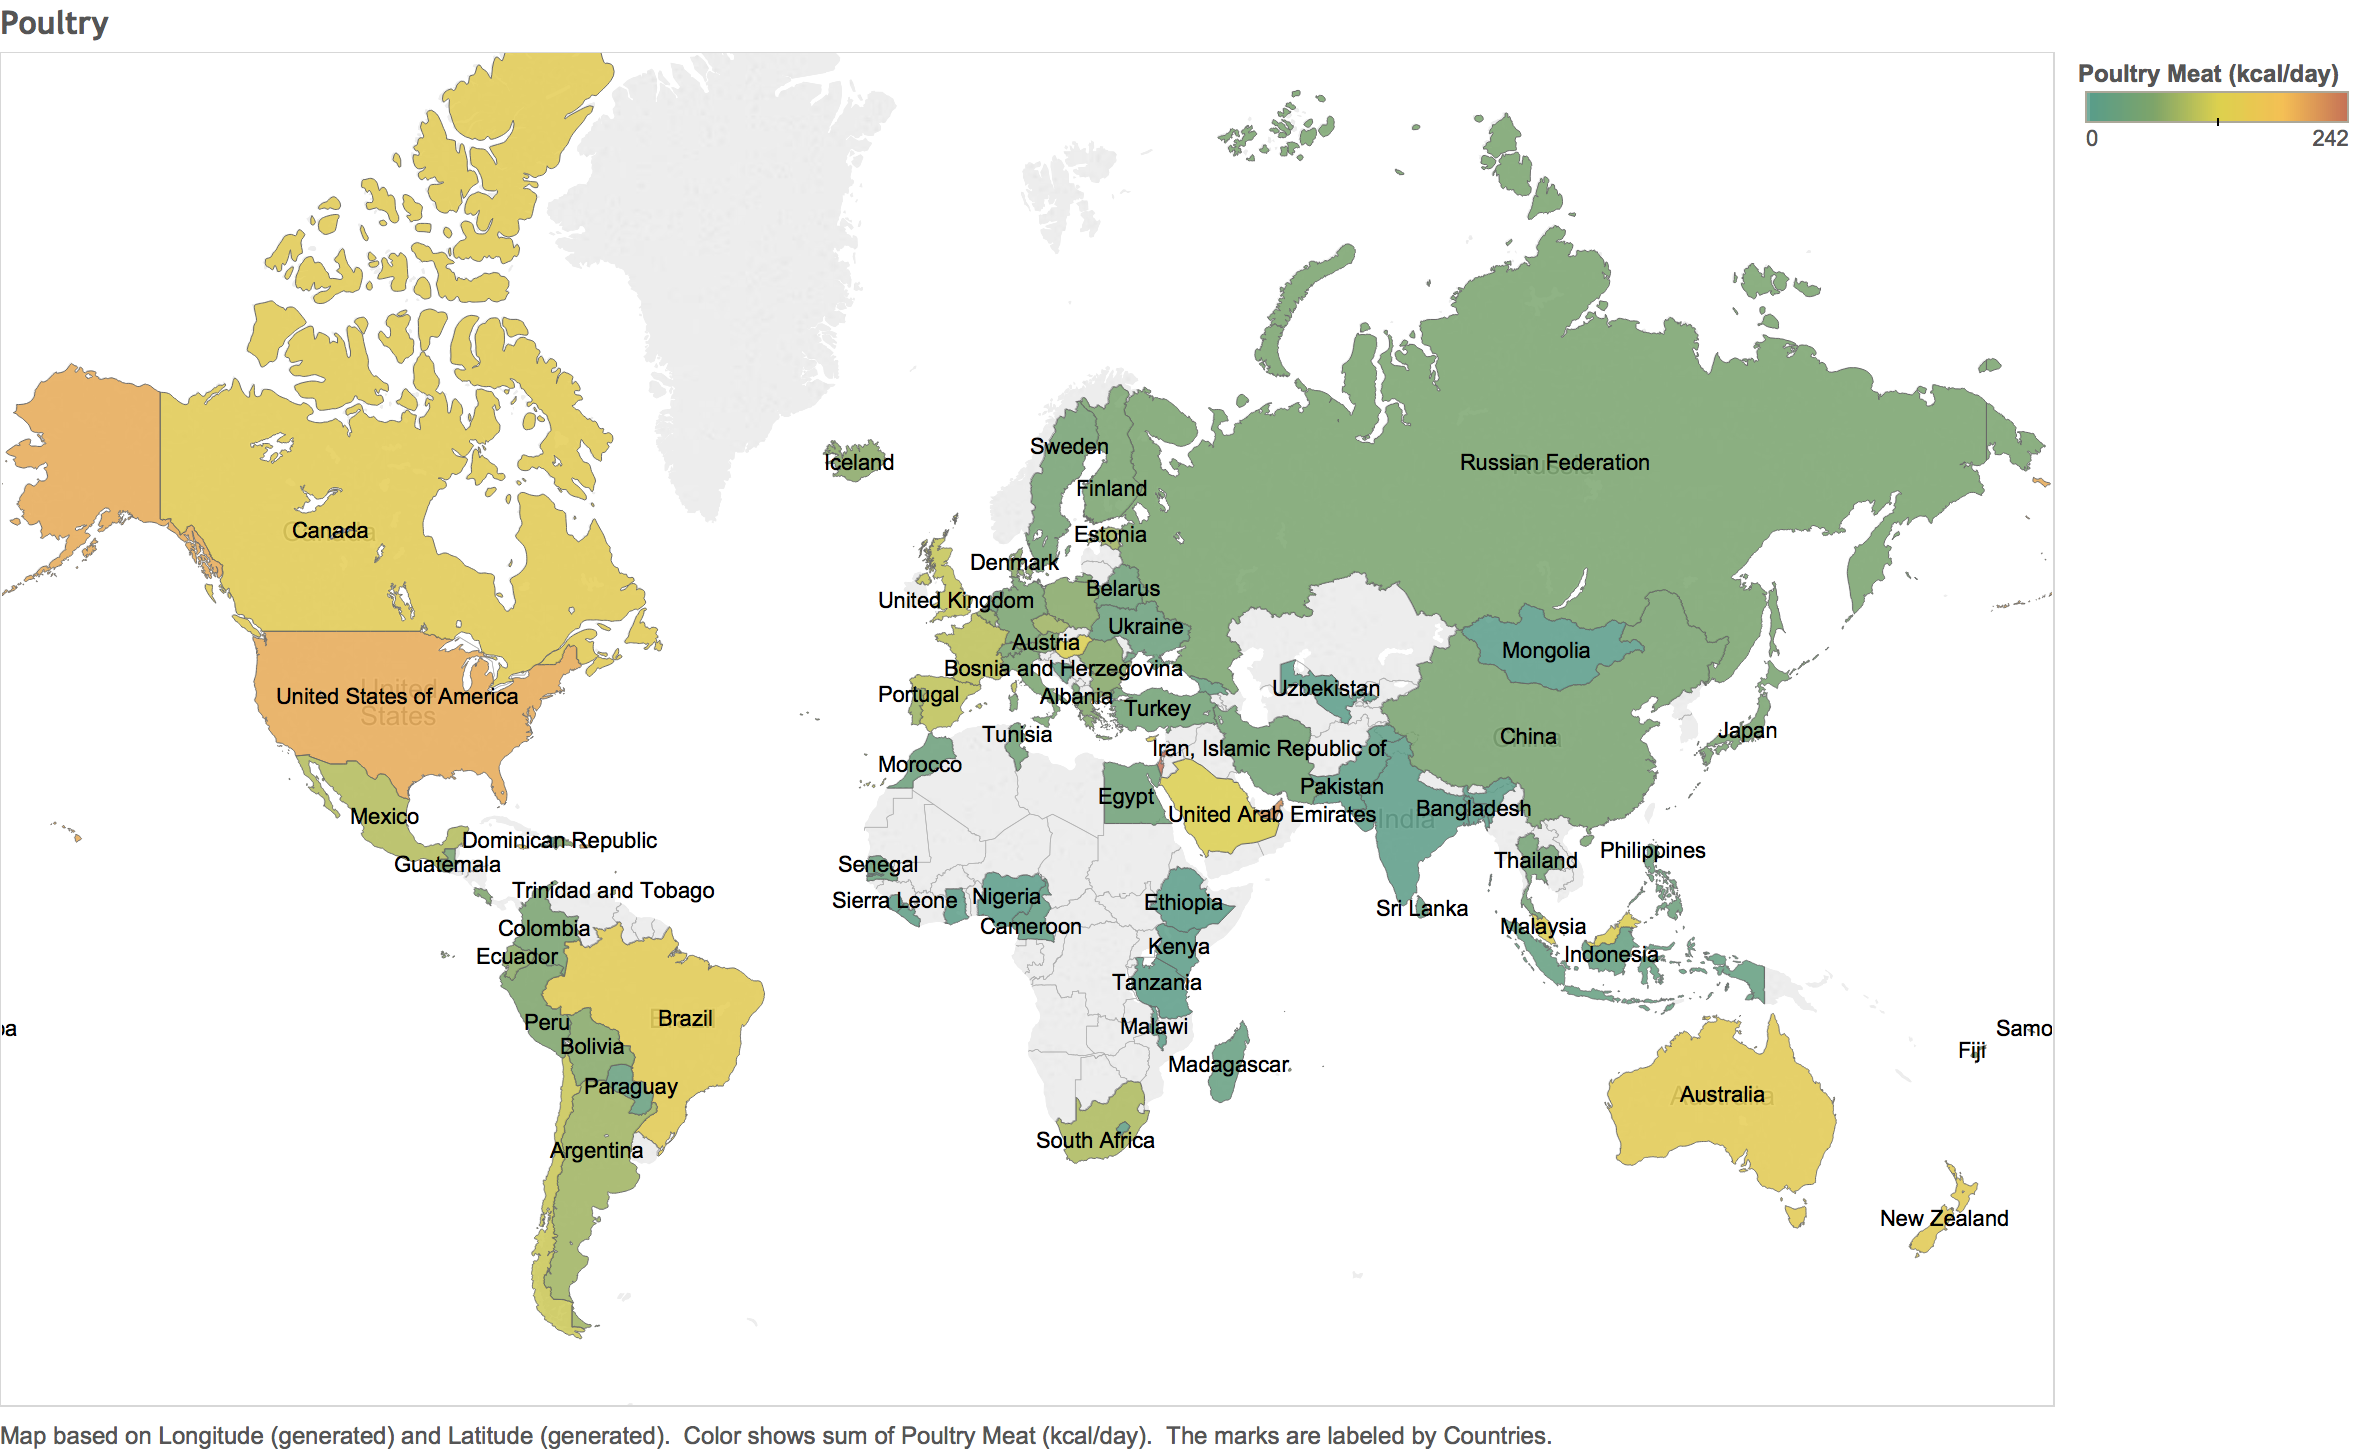 Poultry
Poultry Meat (kcal/day)
0 242
Sweden
Iceland
Russian Federation
Finland
Canada
Estonia
Denmark
Belarus
United Kingdom
Ukraine
Austria
Mongolia
Bosnia and Herzegovina
Uzbekistan
United States of America
United
States
Portugal
Albania
Turkey
Tunisia
Japan
China
Iran, Islamic Republic of
Morocco
Pakistan
Egypt
Bangladesh
United Arab Emirates
India
Mexico
Dominican Republic
Philippines
Guatemala
Senegal
Thailand
Trinidad and Tobago
Nigeria
Sierra Leone
Ethiopia
Sri Lanka
Colombia
Cameroon
Malaysia
Kenya
Ecuador
Indonesia
Tanzania
Brazil
Peru
Malawi
Samo
pa
Bolivia
Fiji
Madagascar
Paraguay
Australia
South Africa
Argentina
New Zealand
Map based on Longitude (generated) and Latitude (generated).  Color shows sum of Poultry Meat (kcal/day).  The marks are labeled by Countries.